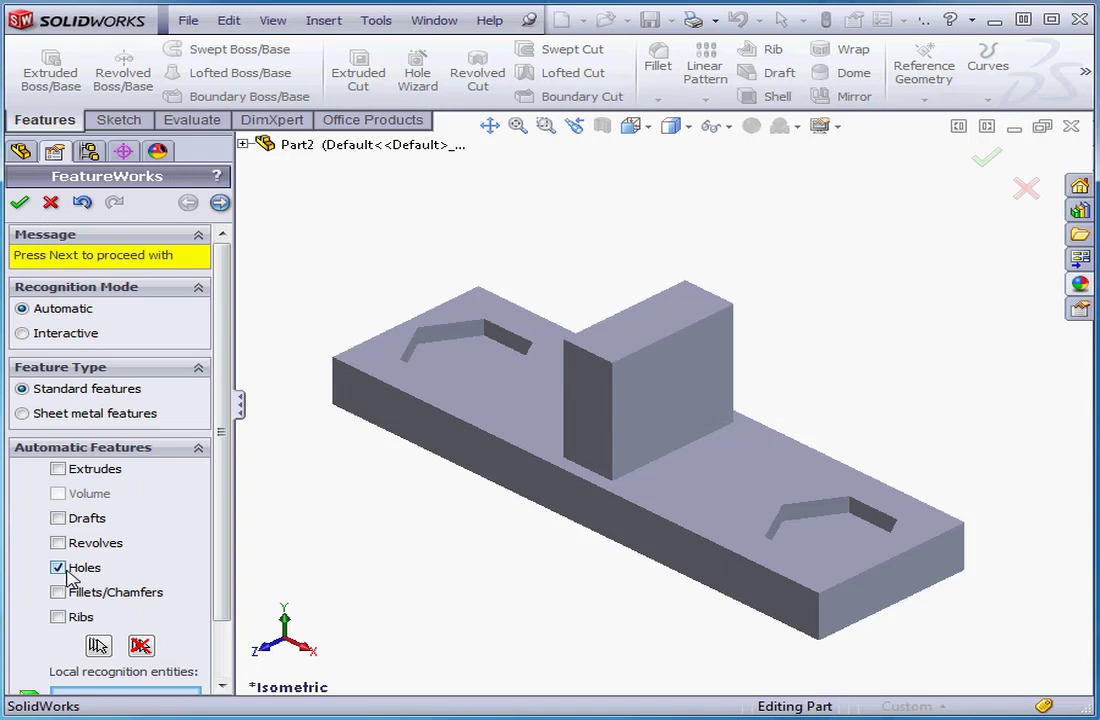 SW SOLIDWORKS File Edit View Insert Tools Window Help
Extruded Boss/Base
Revolved Boss/Base
Swept Boss/Base
Lofted Boss/Base
Boundary Boss/Base
Extruded Cut
Hole Wizard
Revolved Cut
Swept Cut
Lofted Cut
Boundary Cut
Fillet
Linear Pattern
Rib
Draft
Shell
Wrap
Dome
Mirror
Reference Geometry
Curves
Features Sketch Evaluate DimXpert Office Products
Part2 (Default<<Default>_...
FeatureWorks ?
Message
Press Next to proceed with
Recognition Mode
Automatic
Interactive
Feature Type
Standard features
Sheet metal features
Automatic Features
Extrudes
Volume
Drafts
Revolves
Holes
Fillets/Chamfers
Ribs
Local recognition entities:
Y
Z
X
*Isometric
SolidWorks Editing Part Custom